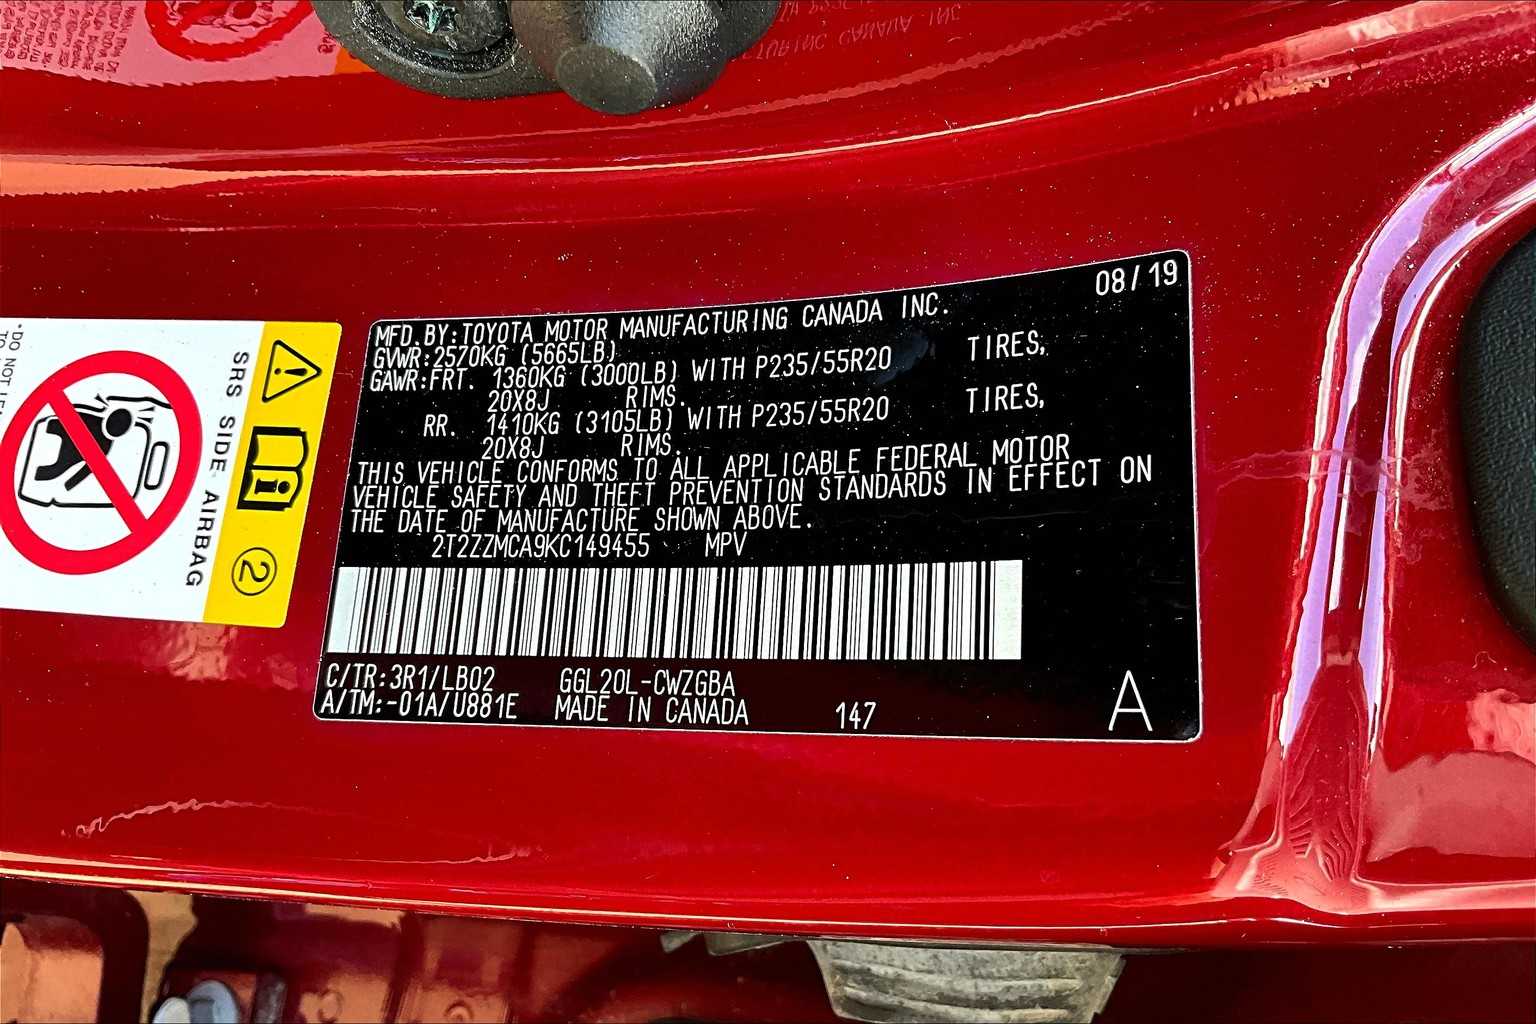 08/19
MFD.BY:TOYOTA MOTOR MANUFACTURING CANADA INC.
GVWR:2570KG (5665LB)
GAWR:FRT. 1360KG (3000LB) WITH P235/55R20 TIRES,
20X8J RIMS.
RR. 1410KG (3105LB) WITH P235/55R20 TIRES,
20X8J RIMS.
THIS VEHICLE CONFORMS TO ALL APPLICABLE FEDERAL MOTOR
VEHICLE SAFETY AND THEFT PREVENTION STANDARDS IN EFFECT ON
THE DATE OF MANUFACTURE SHOWN ABOVE.
2T2ZZMCA9KC149455 MPV
C/TR:3R1/LB02 GGL20L-CWZGBA
A/TM:-01A/U881E MADE IN CANADA 147 A
SRS SIDE AIRBAG
2
*DO NOT
TO